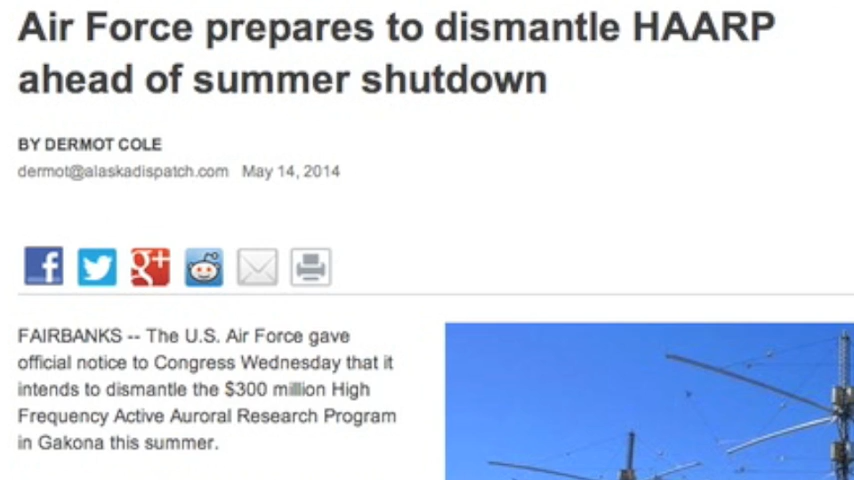 Air Force prepares to dismantle HAARP
ahead of summer shutdown
BY DERMOT COLE
dermot@alaskadispatch.com May 14, 2014
FAIRBANKS -- The U.S. Air Force gave
official notice to Congress Wednesday that it
intends to dismantle the $300 million High
Frequency Active Auroral Research Program
in Gakona this summer.